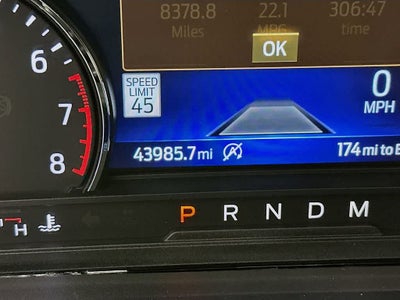 8378.8 22.1 306:47
Miles MPG time
OK
6
7
8
SPEED
LIMIT
45
0
MPH
43985.7 mi
174 mi to E
P R N D M
H